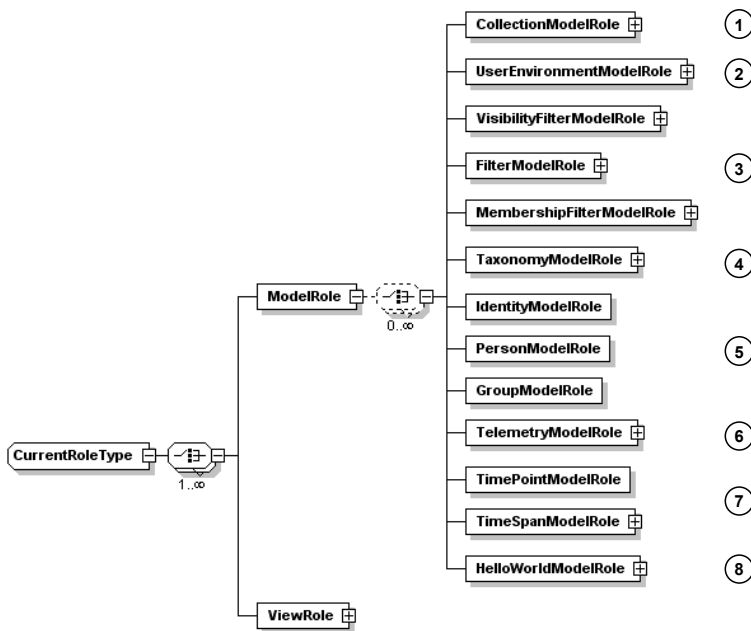 CollectionModelRole
1
UserEnvironmentModelRole
2
VisibilityFilterModelRole
FilterModelRole
3
MembershipFilterModelRole
TaxonomyModelRole
4
ModelRole
0..∞
IdentityModelRole
PersonModelRole
5
GroupModelRole
TelemetryModelRole
6
CurrentRoleType
1..∞
TimePointModelRole
7
TimeSpanModelRole
HelloWorldModelRole
8
ViewRole